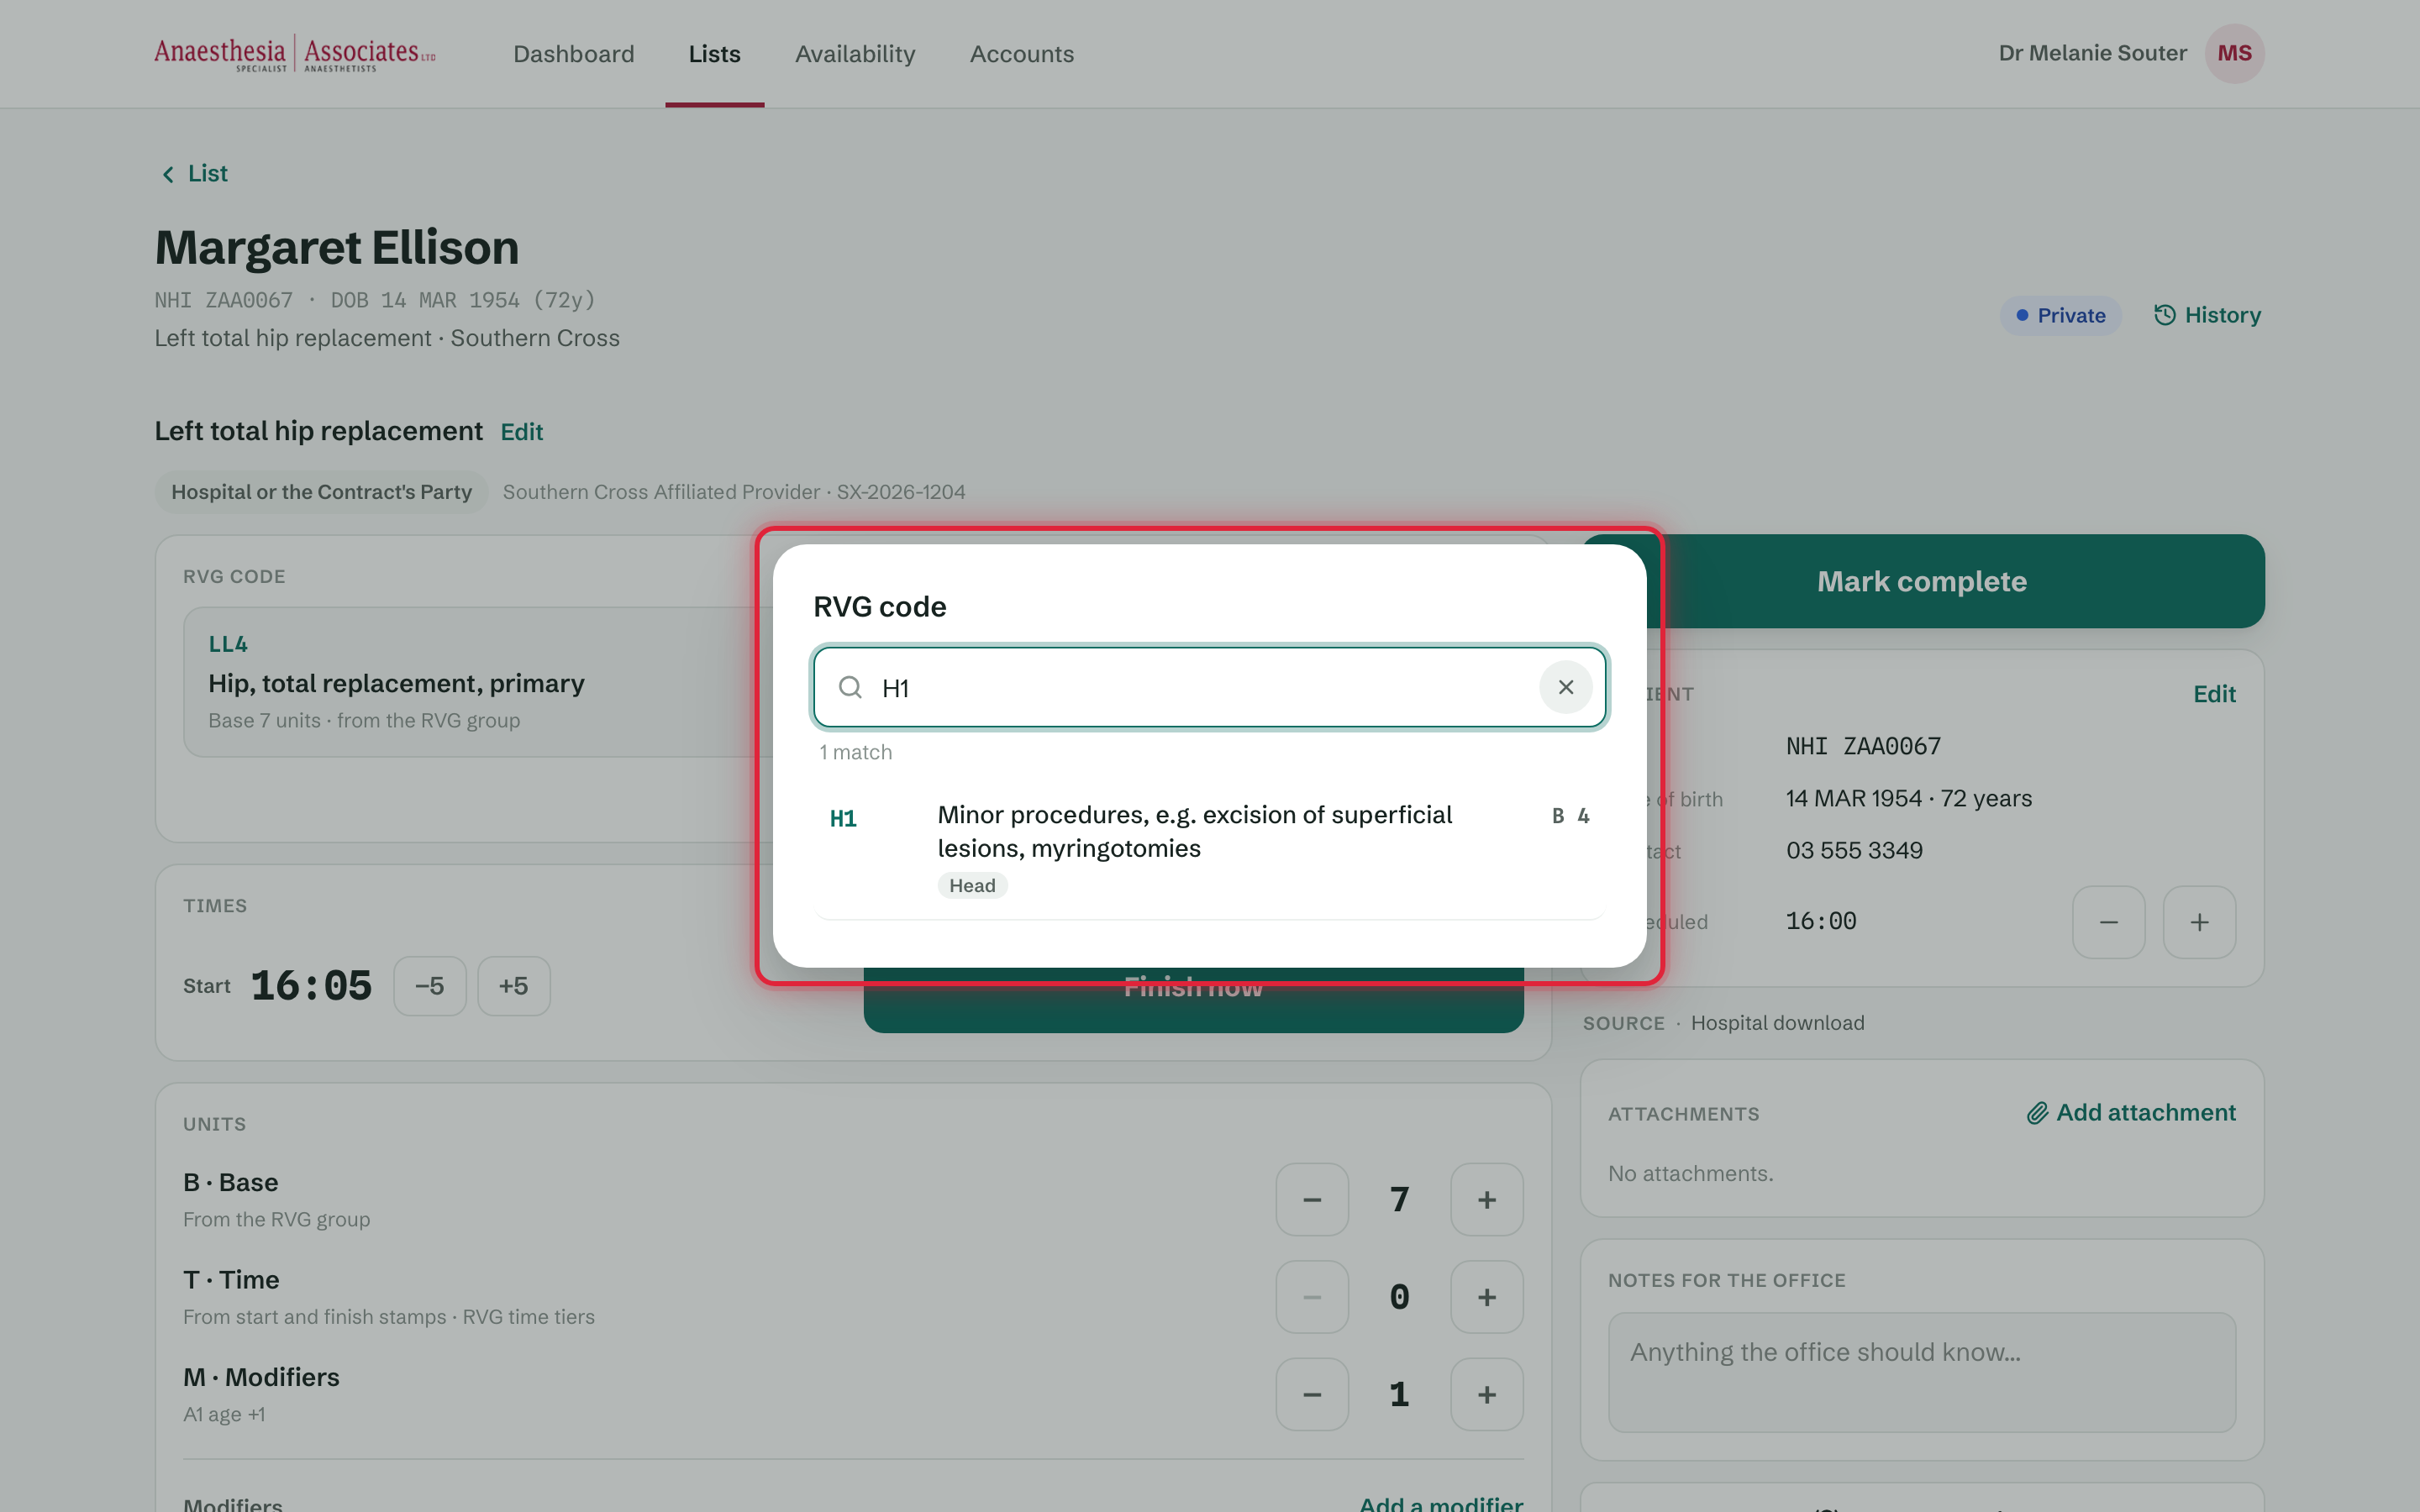 Anaesthesia | Associates LTD
SPECIALIST ANAESTHETISTS
Dashboard
Lists
Availability
Accounts
Dr Melanie Souter
MS
List
Margaret Ellison
NHI ZAA0067 · DOB 14 MAR 1954 (72y)
Left total hip replacement · Southern Cross
Private
History
Left total hip replacement Edit
Hospital or the Contract's Party
Southern Cross Affiliated Provider · SX-2026-1204
RVG CODE
LL4
Hip, total replacement, primary
Base 7 units · from the RVG group
TIMES
Start 16:05 −5 +5
Finish now
RVG code
H1
1 match
H1
Minor procedures, e.g. excision of superficial
lesions, myringotomies
B 4
Head
UNITS
B · Base
From the RVG group
− 7 +
T · Time
From start and finish stamps · RVG time tiers
− 0 +
M · Modifiers
A1 age +1
− 1 +
Modifiers
Add a modifier
Mark complete
Edit
NHI ZAA0067
of birth
14 MAR 1954 · 72 years
03 555 3349
16:00
− +
SOURCE · Hospital download
ATTACHMENTS
Add attachment
No attachments.
NOTES FOR THE OFFICE
Anything the office should know...